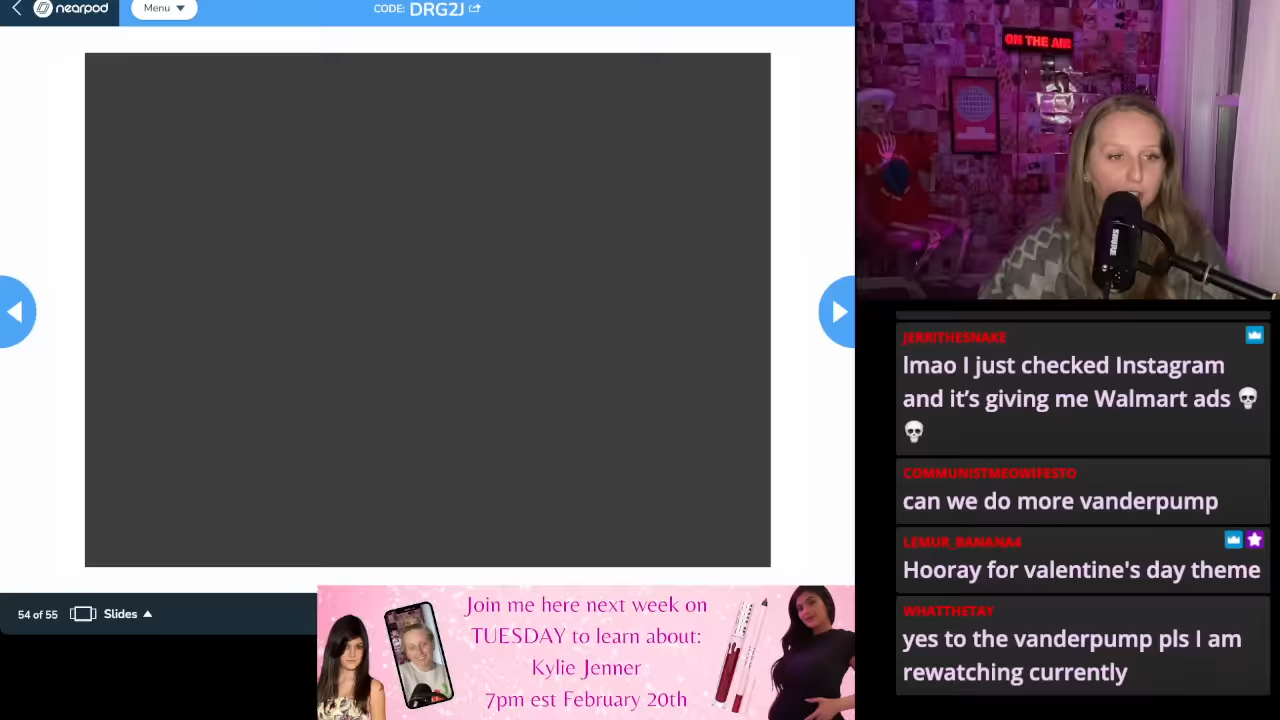 nearpod
Menu
CODE: DRG2J
ON THE AIR
SHURE
JERRITHESNAKE
lmao I just checked Instagram
and it's giving me Walmart ads 💀
💀
COMMUNISTMEOWIFESTO
can we do more vanderpump
LEMUR_BANANA4
Hooray for valentine's day theme
WHATTHETAY
yes to the vanderpump pls I am
rewatching currently
54 of 55
Slides
Join me here next week on
TUESDAY to learn about:
Kylie Jenner
7pm est February 20th